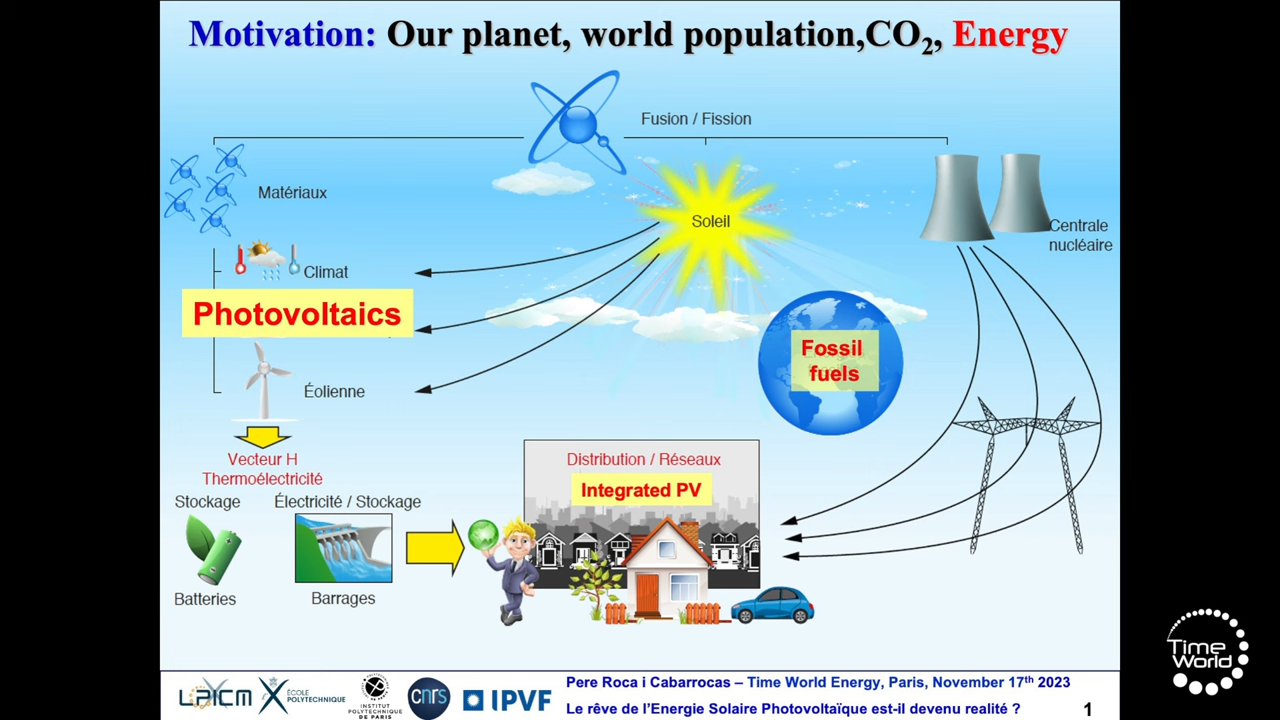 Motivation: Our planet, world population,CO₂, Energy
Fusion / Fission
Matériaux
Soleil
Centrale
nucléaire
Climat
Photovoltaics
Fossil
fuels
Éolienne
Vecteur H
Thermoélectricité
Stockage
Électricité / Stockage
Batteries
Barrages
Distribution / Réseaux
Integrated PV
LPICM
ÉCOLE
POLYTECHNIQUE
INSTITUT
POLYTECHNIQUE
DE PARIS
cnrs
IPVF
Pere Roca i Cabarrocas – Time World Energy, Paris, November 17th 2023
Le rêve de l’Energie Solaire Photovoltaïque est-il devenu realité ?
1
Time
World